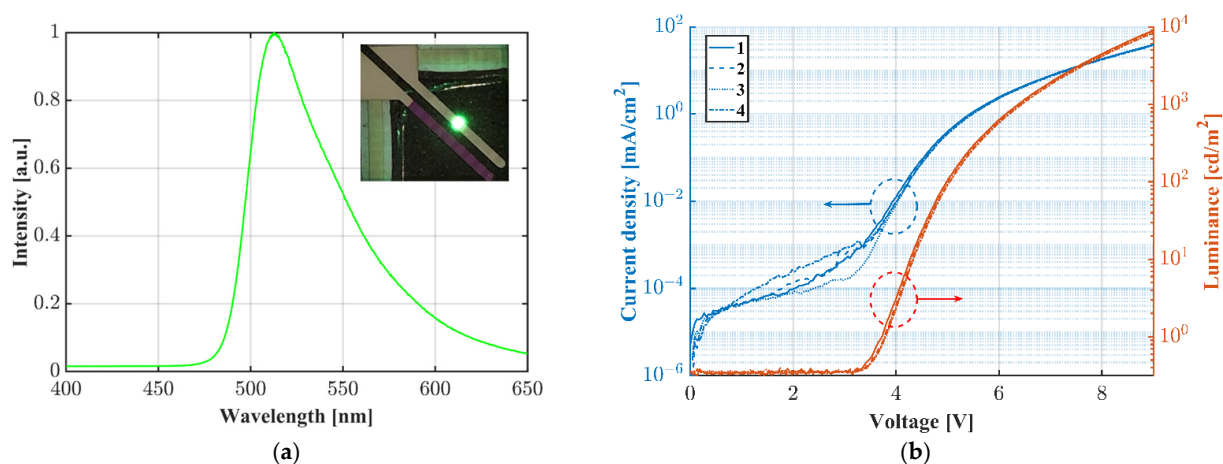 1
0.8
0.6
0.4
0.2
0
400 450 500 550 600 650
Intensity [a.u.]
Wavelength [nm]
(a)
10^2
10^0
10^-2
10^-4
10^-6
Current density [mA/cm^2]
1
2
3
4
0 2 4 6 8
Voltage [V]
10^4
10^3
10^2
10^1
10^0
Luminance [cd/m^2]
(b)